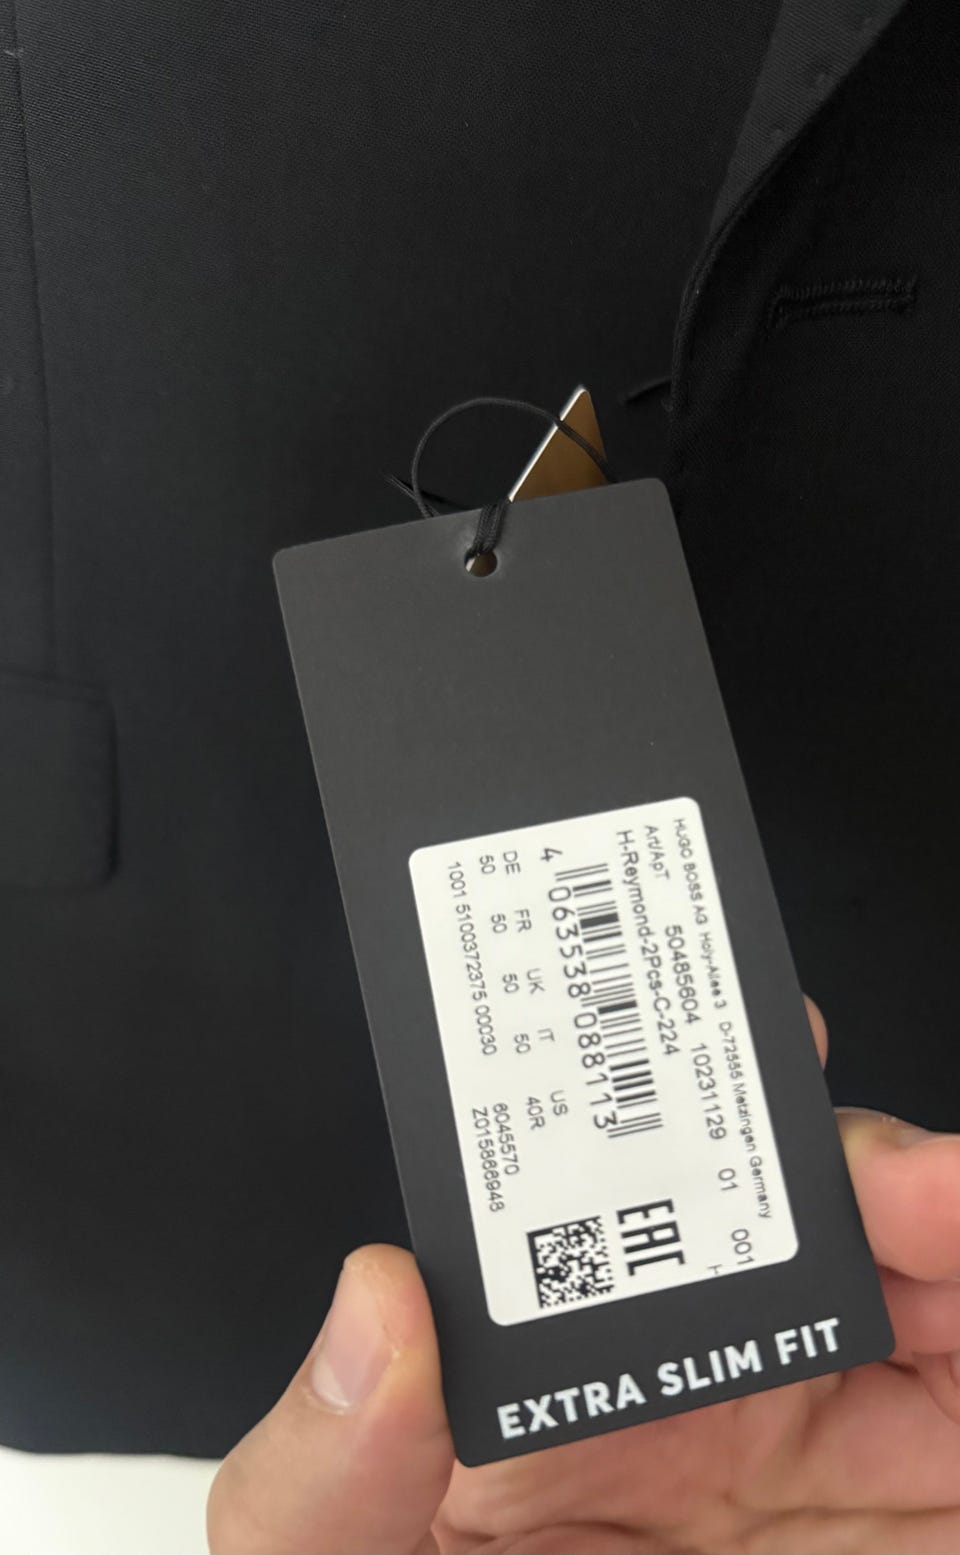 HUGO BOSS AG Holy-Allee 3 D-72555 Metzingen Germany
Art/АрТ 50485604 10231129 01 001
H-Reymond-2Pcs-C-224
4 063538 088113
EAC
DE FR UK IT US
50 50 50 50 40R
6045570
1001 5100372375 00030 Z015866948
EXTRA SLIM FIT